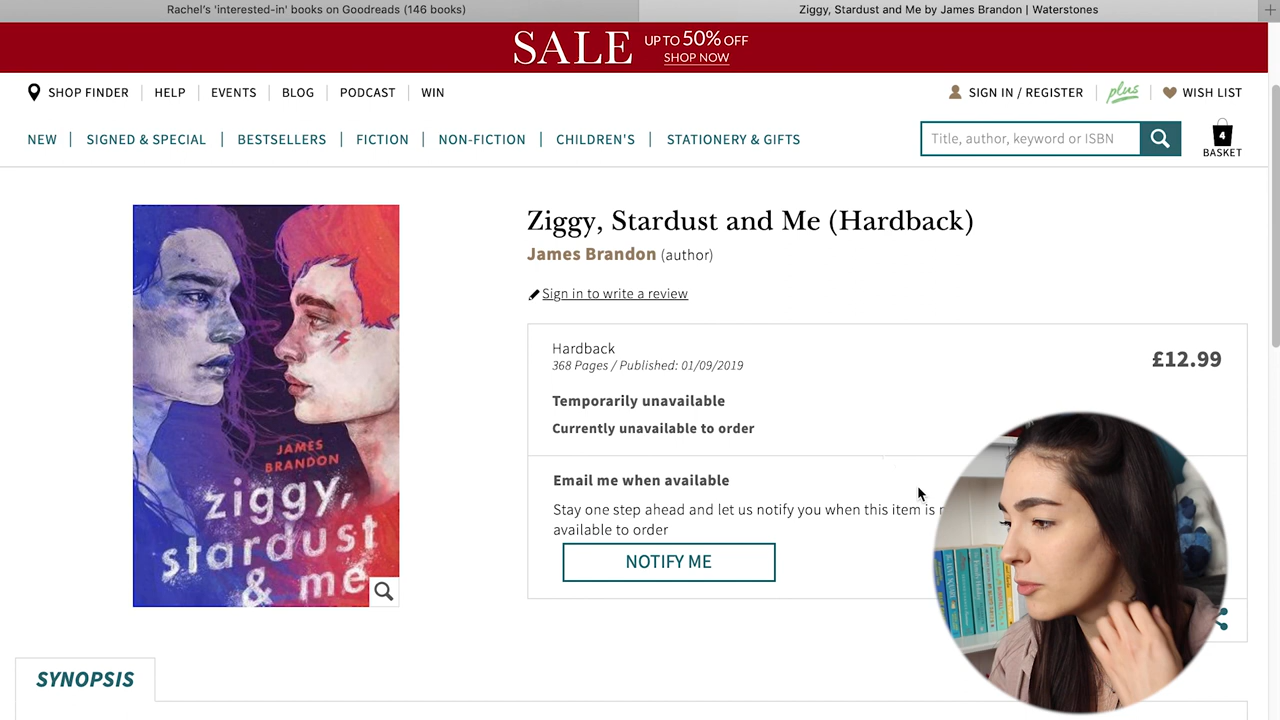 Rachel's 'interested-in' books on Goodreads (146 books)
Ziggy, Stardust and Me by James Brandon | Waterstones
SALE UP TO 50% OFF
SHOP NOW
SHOP FINDER HELP EVENTS BLOG PODCAST WIN
SIGN IN / REGISTER plus WISH LIST
NEW SIGNED & SPECIAL BESTSELLERS FICTION NON-FICTION CHILDREN'S STATIONERY & GIFTS
Title, author, keyword or ISBN
4
BASKET
JAMES
BRANDON
ziggy,
stardust
& me
Ziggy, Stardust and Me (Hardback)
James Brandon (author)
Sign in to write a review
Hardback
368 Pages / Published: 01/09/2019
£12.99
Temporarily unavailable
Currently unavailable to order
Email me when available
Stay one step ahead and let us notify you when this item is
available to order
NOTIFY ME
SYNOPSIS